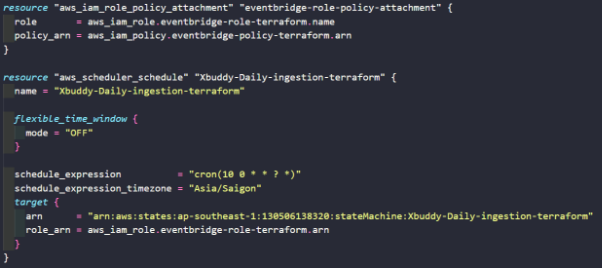 resource "aws_iam_role_policy_attachment" "eventbridge-role-policy-attachment" {
  role       = aws_iam_role.eventbridge-role-terraform.name
  policy_arn = aws_iam_policy.eventbridge-policy-terraform.arn
}
resource "aws_scheduler_schedule" "Xbuddy-Daily-ingestion-terraform" {
  name = "Xbuddy-Daily-ingestion-terraform"
  flexible_time_window {
    mode = "OFF"
  }
  schedule_expression          = "cron(10 0 * * ? *)"
  schedule_expression_timezone = "Asia/Saigon"
  target {
    arn      = "arn:aws:states:ap-southeast-1:130506138320:stateMachine:Xbuddy-Daily-ingestion-terraform"
    role_arn = aws_iam_role.eventbridge-role-terraform.arn
  }
}